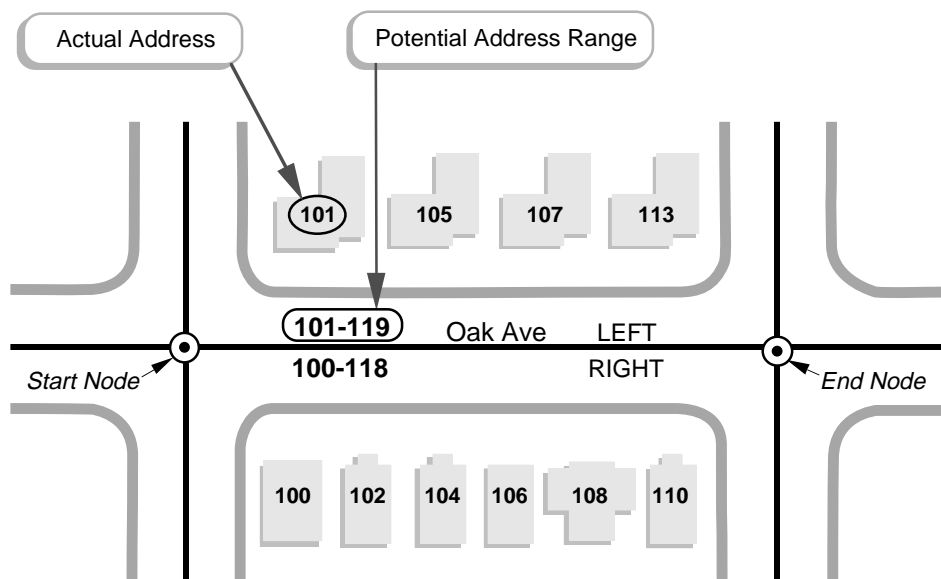 Actual Address
Potential Address Range
101
105
107
113
101-119
Oak Ave
LEFT
100-118
RIGHT
Start Node
End Node
100
102
104
106
108
110